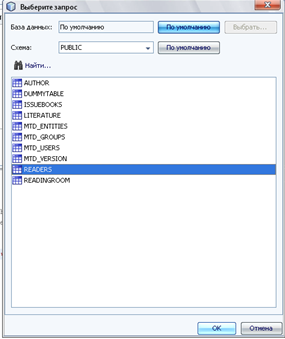 Выберите запрос
База данных: По умолчанию По умолчанию Выбрать...
Схема: PUBLIC По умолчанию
Найти...
AUTHOR
DUMMYTABLE
ISSUEBOOKS
LITERATURE
MTD_ENTITIES
MTD_GROUPS
MTD_USERS
MTD_VERSION
READERS
READINGROOM
OK Отмена